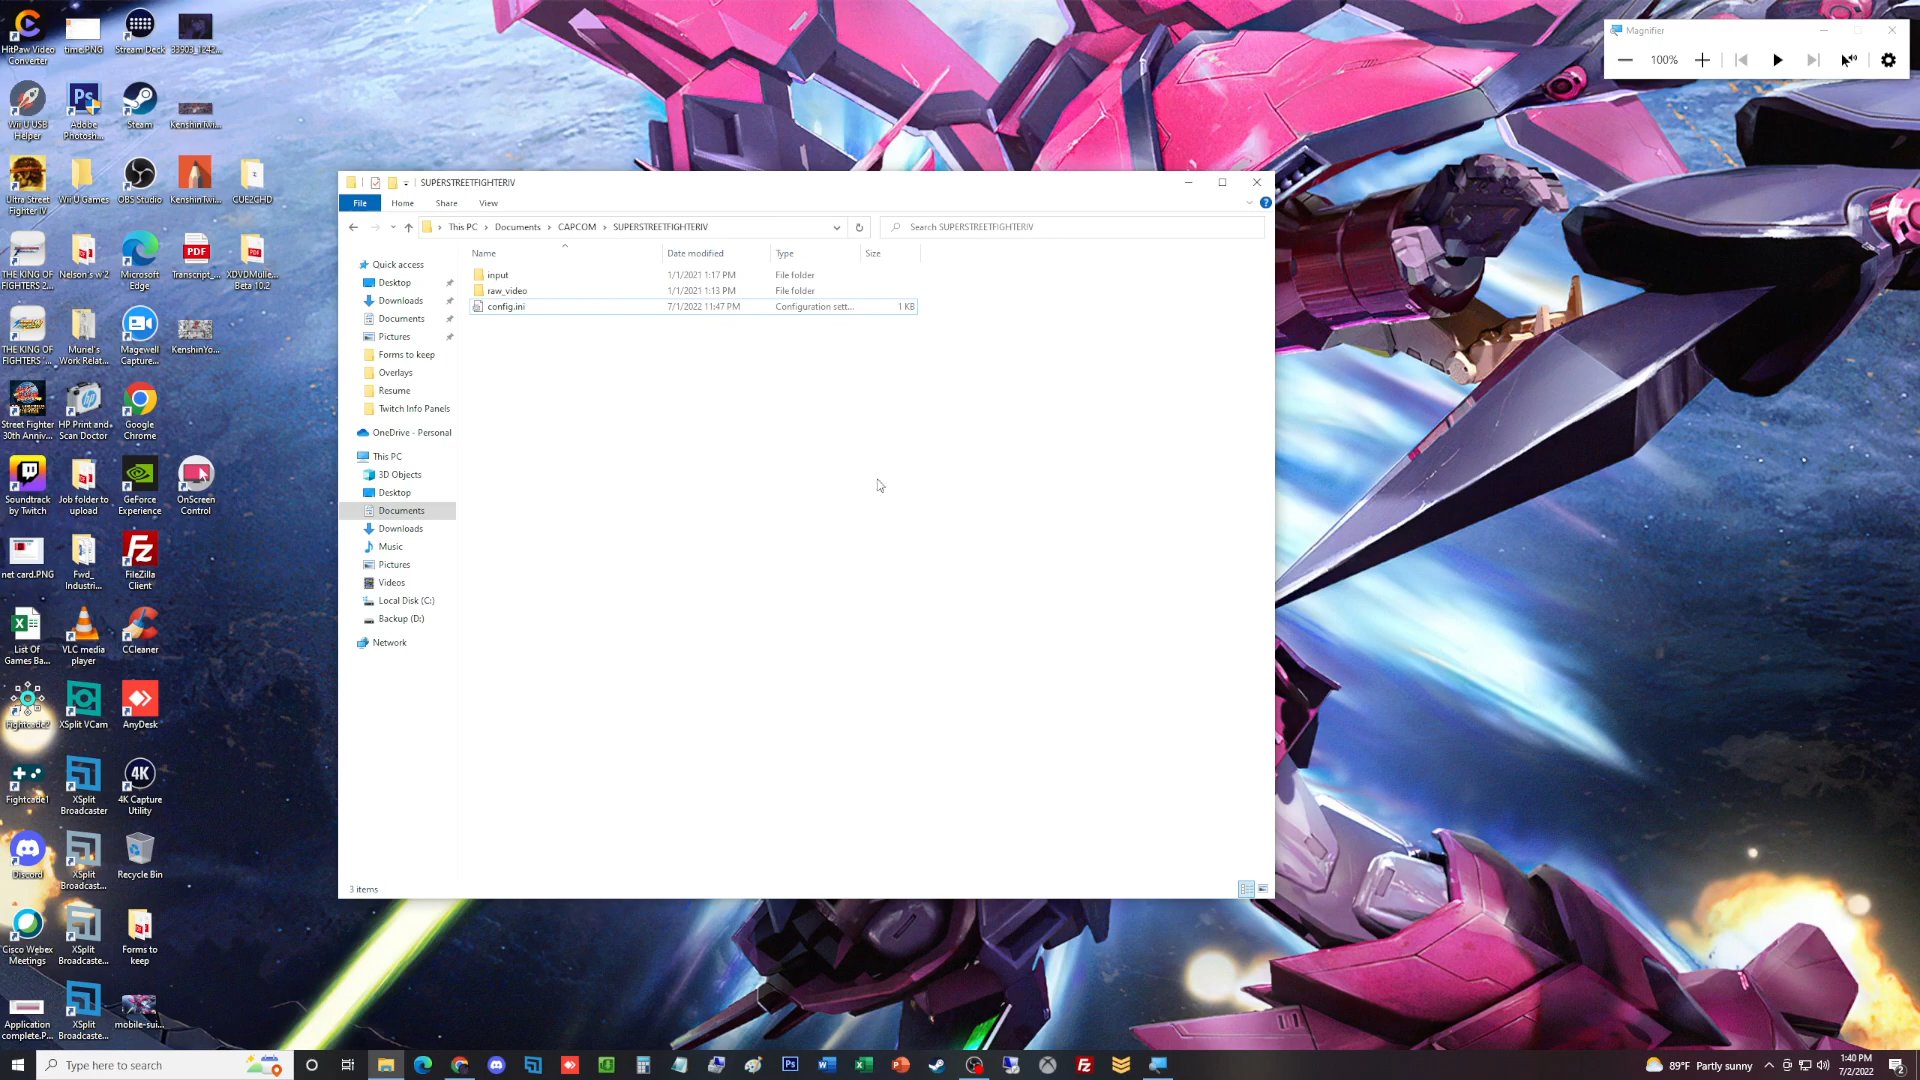 HitPaw Video
Converter
time.PNG
Stream Deck
33903_1242...
Wii U USB
Helper
Adobe
Photosh...
Steam
KenshinTwi...
Ultra Street
Fighter IV
Wii U Games
OBS Studio
KenshinTwi...
CUE2GHD
THE KING OF
FIGHTERS 2...
Nelson's w2
Microsoft
Edge
Transcript_...
XDVDMulle...
Beta 10.2
THE KING OF
FIGHTERS '...
Muriel's
Work Relat...
Magewell
Capture...
KenshinYo...
Street Fighter
30th Anniv...
HP Print and
Scan Doctor
Google
Chrome
Soundtrack
by Twitch
Job folder to
upload
GeForce
Experience
OnScreen
Control
net card.PNG
Fwd_
Industri...
FileZilla
Client
List Of
Games Ba...
VLC media
player
CCleaner
Fightcade2
XSplit VCam
AnyDesk
Fightcade1
XSplit
Broadcaster
4K Capture
Utility
Discord
XSplit
Broadcast...
Recycle Bin
Cisco Webex
Meetings
XSplit
Broadcaste...
Forms to
keep
Application
complete.P...
XSplit
Broadcaste...
mobile-sui...
SUPERSTREETFIGHTERIV
File Home Share View
This PC > Documents > CAPCOM > SUPERSTREETFIGHTERIV
Search SUPERSTREETFIGHTERIV
Name Date modified Type Size
input 1/1/2021 1:17 PM File folder
raw_video 1/1/2021 1:13 PM File folder
config.ini 7/1/2022 11:47 PM Configuration sett... 1 KB
Quick access
Desktop
Downloads
Documents
Pictures
Forms to keep
Overlays
Resume
Twitch Info Panels
OneDrive - Personal
This PC
3D Objects
Desktop
Documents
Downloads
Music
Pictures
Videos
Local Disk (C:)
Backup (D:)
Network
3 items
Magnifier
100%
Type here to search
89°F Partly sunny
1:40 PM
7/2/2022
2